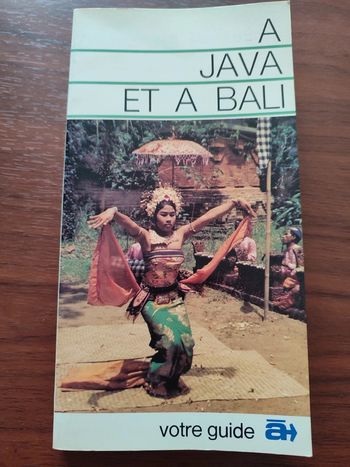 A
JAVA
ET A BALI
votre guide